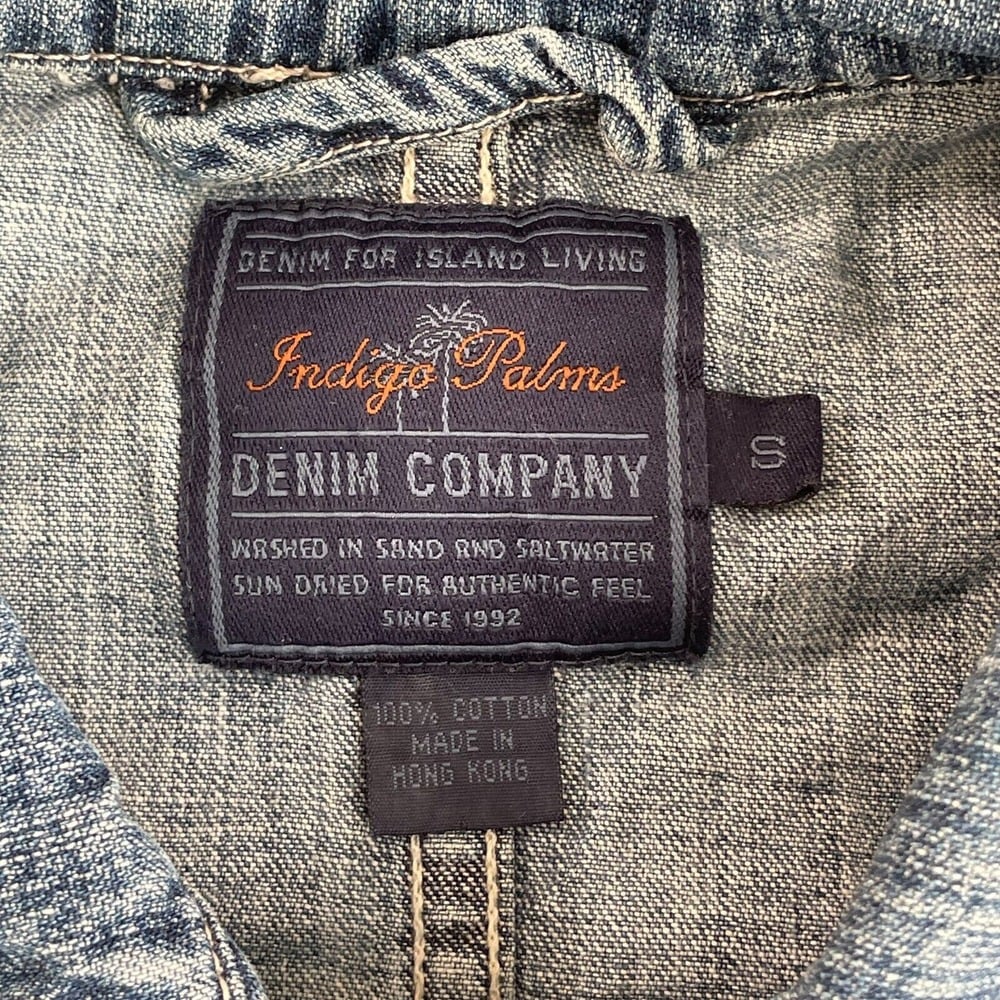 DENIM FOR ISLAND LIVING
Indigo Palms
DENIM COMPANY
S
WASHED IN SAND AND SALTWATER
SUN DRIED FOR AUTHENTIC FEEL
SINCE 1992
100% COTTON
MADE IN
HONG KONG